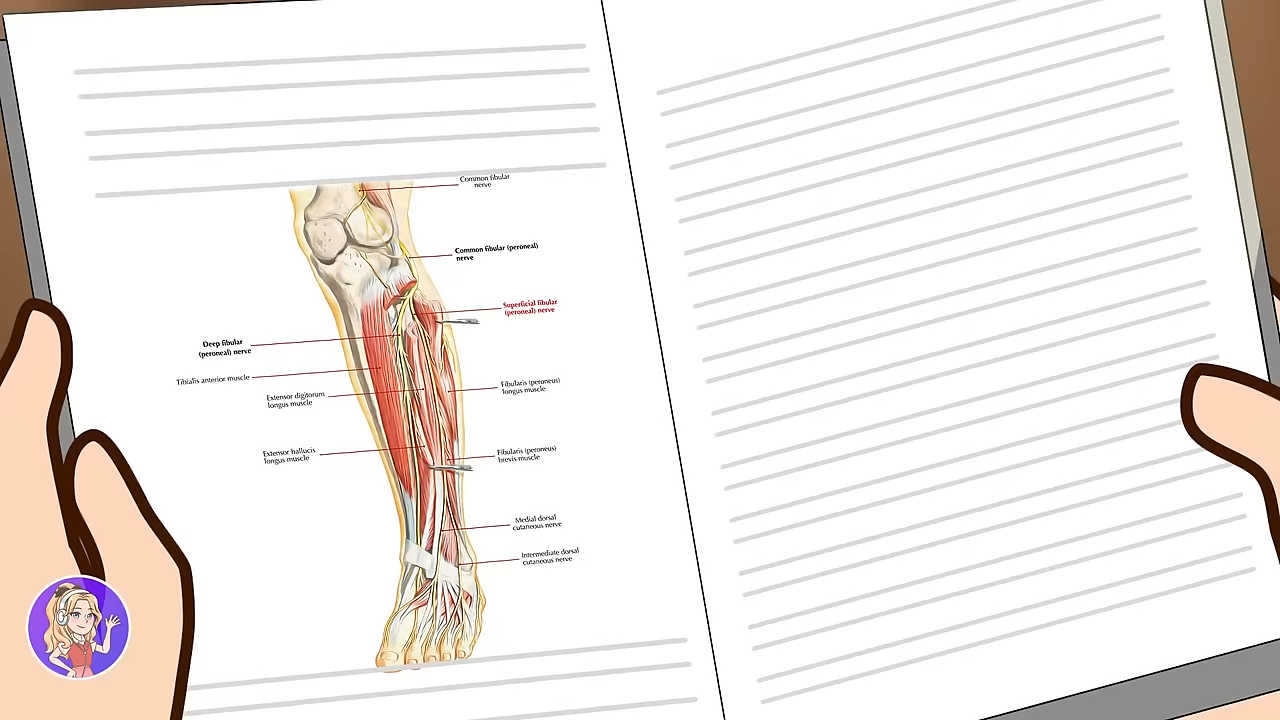 Common fibular
nerve
Common fibular (peroneal)
nerve
Superficial fibular
(peroneal) nerve
Deep fibular
(peroneal) nerve
Tibialis anterior muscle
Extensor digitorum
longus muscle
Fibularis (peroneus)
longus muscle
Extensor hallucis
longus muscle
Fibularis (peroneus)
brevis muscle
Medial dorsal
cutaneous nerve
Intermediate dorsal
cutaneous nerve